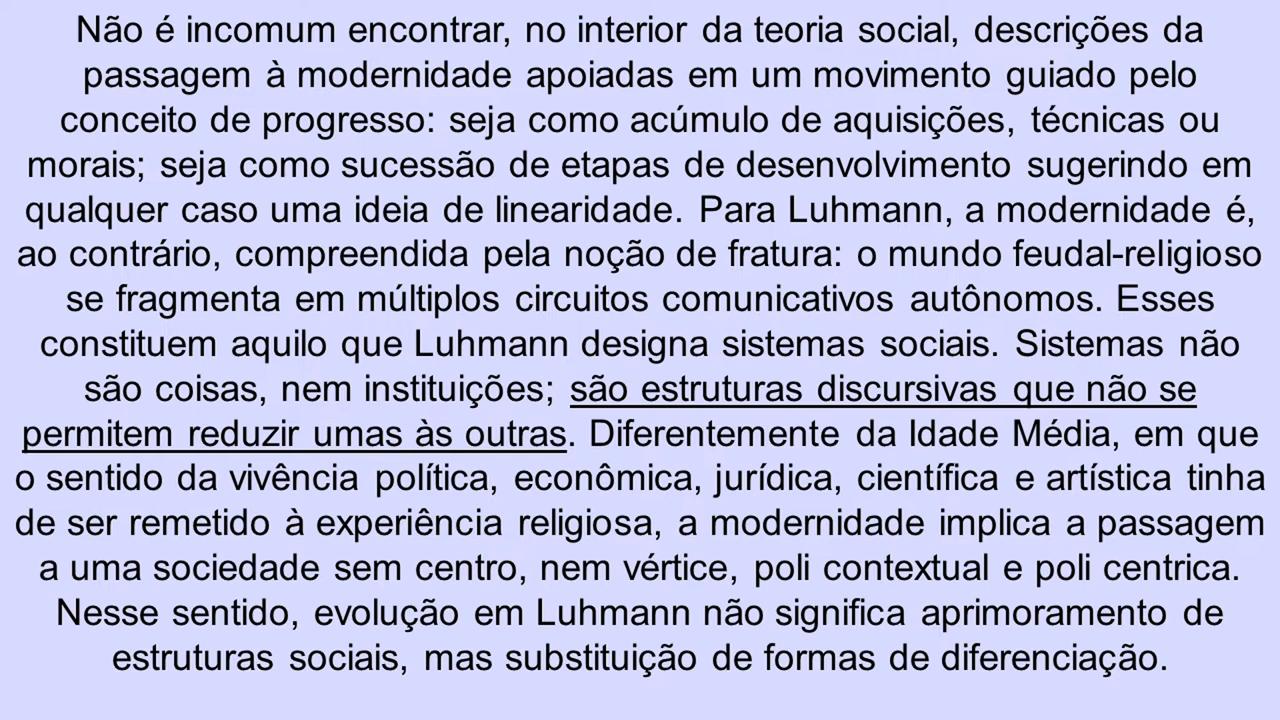 Não é incomum encontrar, no interior da teoria social, descrições da
passagem à modernidade apoiadas em um movimento guiado pelo
conceito de progresso: seja como acúmulo de aquisições, técnicas ou
morais; seja como sucessão de etapas de desenvolvimento sugerindo em
qualquer caso uma ideia de linearidade. Para Luhmann, a modernidade é,
ao contrário, compreendida pela noção de fratura: o mundo feudal-religioso
se fragmenta em múltiplos circuitos comunicativos autônomos. Esses
constituem aquilo que Luhmann designa sistemas sociais. Sistemas não
são coisas, nem instituições; são estruturas discursivas que não se
permitem reduzir umas às outras. Diferentemente da Idade Média, em que
o sentido da vivência política, econômica, jurídica, científica e artística tinha
de ser remetido à experiência religiosa, a modernidade implica a passagem
a uma sociedade sem centro, nem vértice, poli contextual e poli centrica.
Nesse sentido, evolução em Luhmann não significa aprimoramento de
estruturas sociais, mas substituição de formas de diferenciação.